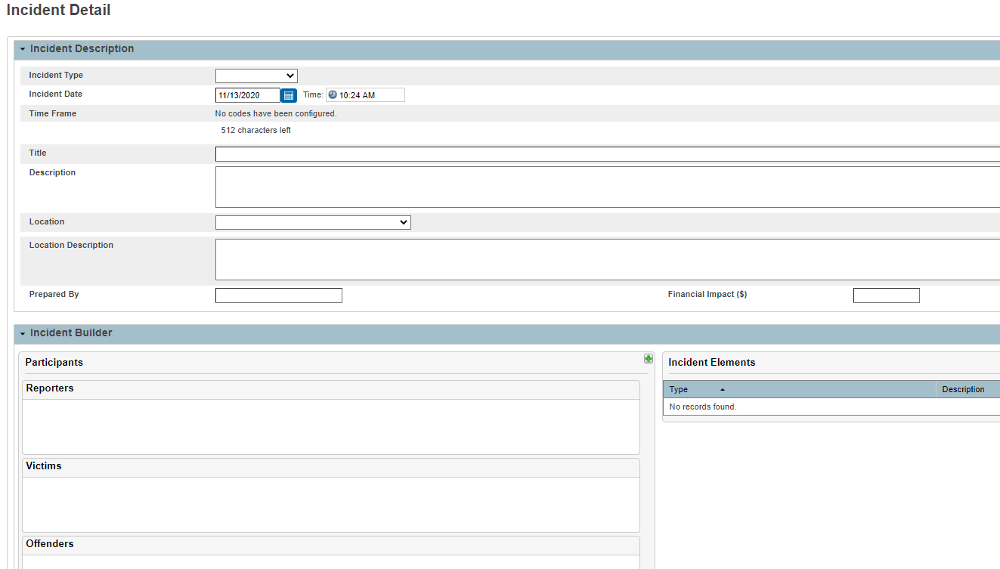 Incident Detail
Incident Description
Incident Type
Incident Date 11/13/2020 Time: 10:24 AM
Time Frame No codes have been configured.
512 characters left
Title
Description
Location
Location Description
Prepared By Financial Impact ($)
Incident Builder
Participants
Reporters
Victims
Offenders
Incident Elements
Type Description
No records found.